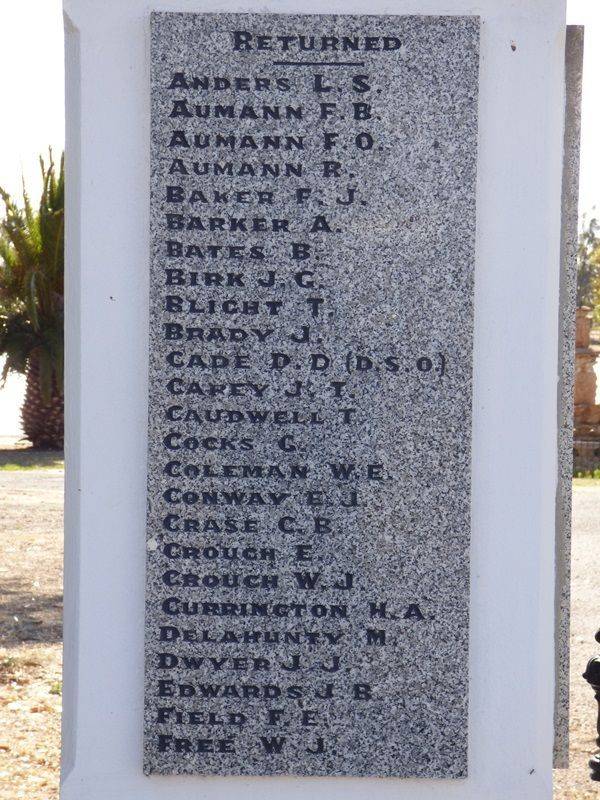 RETURNED
ANDERS L. S.
AUMANN F. B.
AUMANN F. O.
AUMANN R.
BAKER F. J.
BARKER A.
BATES B.
BIRK J. G.
BLIGHT T.
BRADY J.
CADE D. D (D.S.O)
CAREY J. T.
CAUDWELL T.
COCKS G.
COLEMAN W. E.
CONWAY E. J.
CRASE C. B.
CROUCH E.
CROUCH W. J
CURRINGTON H. A.
DELAHUNTY M.
DWYER J. J.
EDWARDS J. B.
FIELD F. E.
FREE W. J.